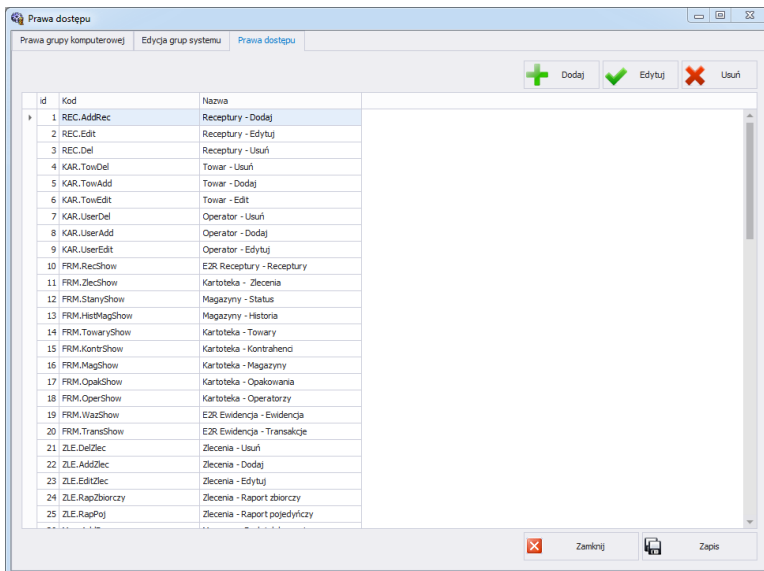 Prawa dostępu
Prawa grupy komputerowej Edycja grup systemu Prawa dostępu
Dodaj Edytuj Usuń
id Kod Nazwa
1 REC.AddRec Receptury - Dodaj
2 REC.Edit Receptury - Edytuj
3 REC.Del Receptury - Usuń
4 KAR.TowDel Towar - Usuń
5 KAR.TowAdd Towar - Dodaj
6 KAR.TowEdit Towar - Edit
7 KAR.UserDel Operator - Usuń
8 KAR.UserAdd Operator - Dodaj
9 KAR.UserEdit Operator - Edytuj
10 FRM.RecShow E2R Receptury - Receptury
11 FRM.ZlecShow Kartoteka - Zlecenia
12 FRM.StanyShow Magazyny - Status
13 FRM.HistMagShow Magazyny - Historia
14 FRM.TowaryShow Kartoteka - Towary
15 FRM.KontrShow Kartoteka - Kontrahenci
16 FRM.MagShow Kartoteka - Magazyny
17 FRM.OpakShow Kartoteka - Opakowania
18 FRM.OperShow Kartoteka - Operatorzy
19 FRM.WazShow E2R Ewidencja - Ewidencja
20 FRM.TransShow E2R Ewidencja - Transakcje
21 ZLE.DelZlec Zlecenia - Usuń
22 ZLE.AddZlec Zlecenia - Dodaj
23 ZLE.EditZlec Zlecenia - Edytuj
24 ZLE.RapZbiorczy Zlecenia - Raport zbiorczy
25 ZLE.RapPoj Zlecenia - Raport pojedyńczy
Zamknij Zapis